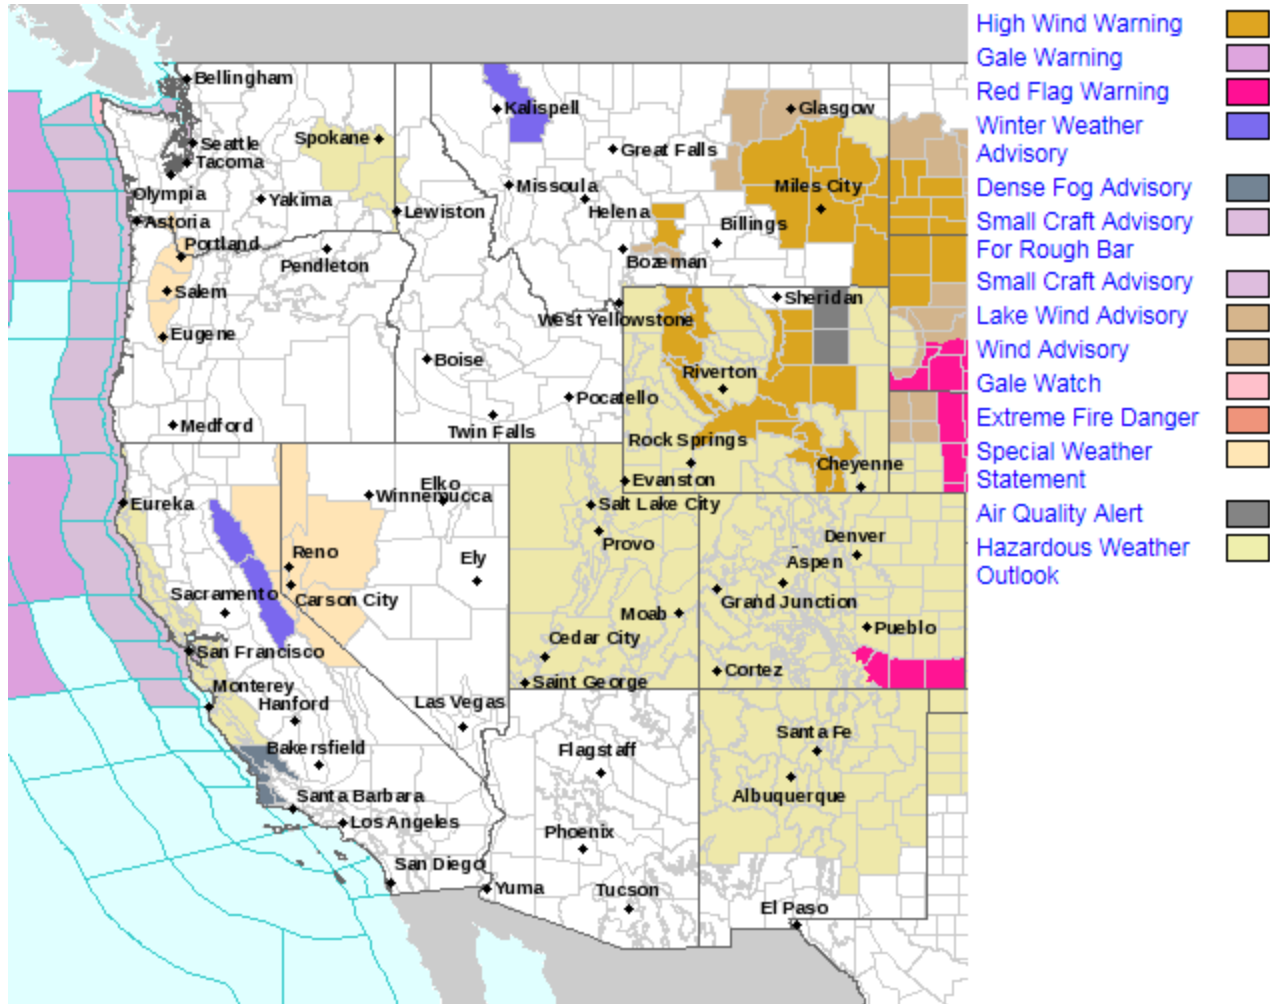 Bellingham
Seattle
Tacoma
Spokane
Olympia
Yakima
Astoria
Lewiston
Portland
Pendleton
Salem
Eugene
Medford
Kalispell
Glasgow
Great Falls
Missoula
Helena
Miles City
Billings
Bozeman
West Yellowstone
Sheridan
Boise
Riverton
Pocatello
Twin Falls
Rock Springs
Cheyenne
Evanston
Eureka
Elko
Winnemucca
Salt Lake City
Provo
Denver
Reno
Ely
Aspen
Sacramento
Carson City
Moab
Grand Junction
Pueblo
San Francisco
Cedar City
Cortez
Monterey
Saint George
Hanford
Las Vegas
Bakersfield
Flagstaff
Santa Fe
Albuquerque
Santa Barbara
Los Angeles
Phoenix
San Diego
Yuma
Tucson
El Paso
High Wind Warning
Gale Warning
Red Flag Warning
Winter Weather
Advisory
Dense Fog Advisory
Small Craft Advisory
For Rough Bar
Small Craft Advisory
Lake Wind Advisory
Wind Advisory
Gale Watch
Extreme Fire Danger
Special Weather
Statement
Air Quality Alert
Hazardous Weather
Outlook